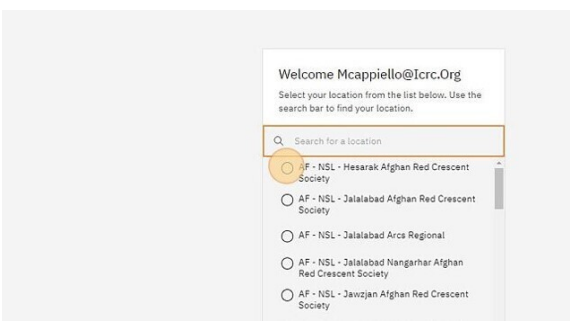 Welcome Mcappiello@Icrc.Org
Select your location from the list below. Use the
search bar to find your location.
Search for a location
AF - NSL - Hesarak Afghan Red Crescent
Society
AF - NSL - Jalalabad Afghan Red Crescent
Society
AF - NSL - Jalalabad Arcs Regional
AF - NSL - Jalalabad Nangarhar Afghan
Red Crescent Society
AF - NSL - Jawzjan Afghan Red Crescent
Society